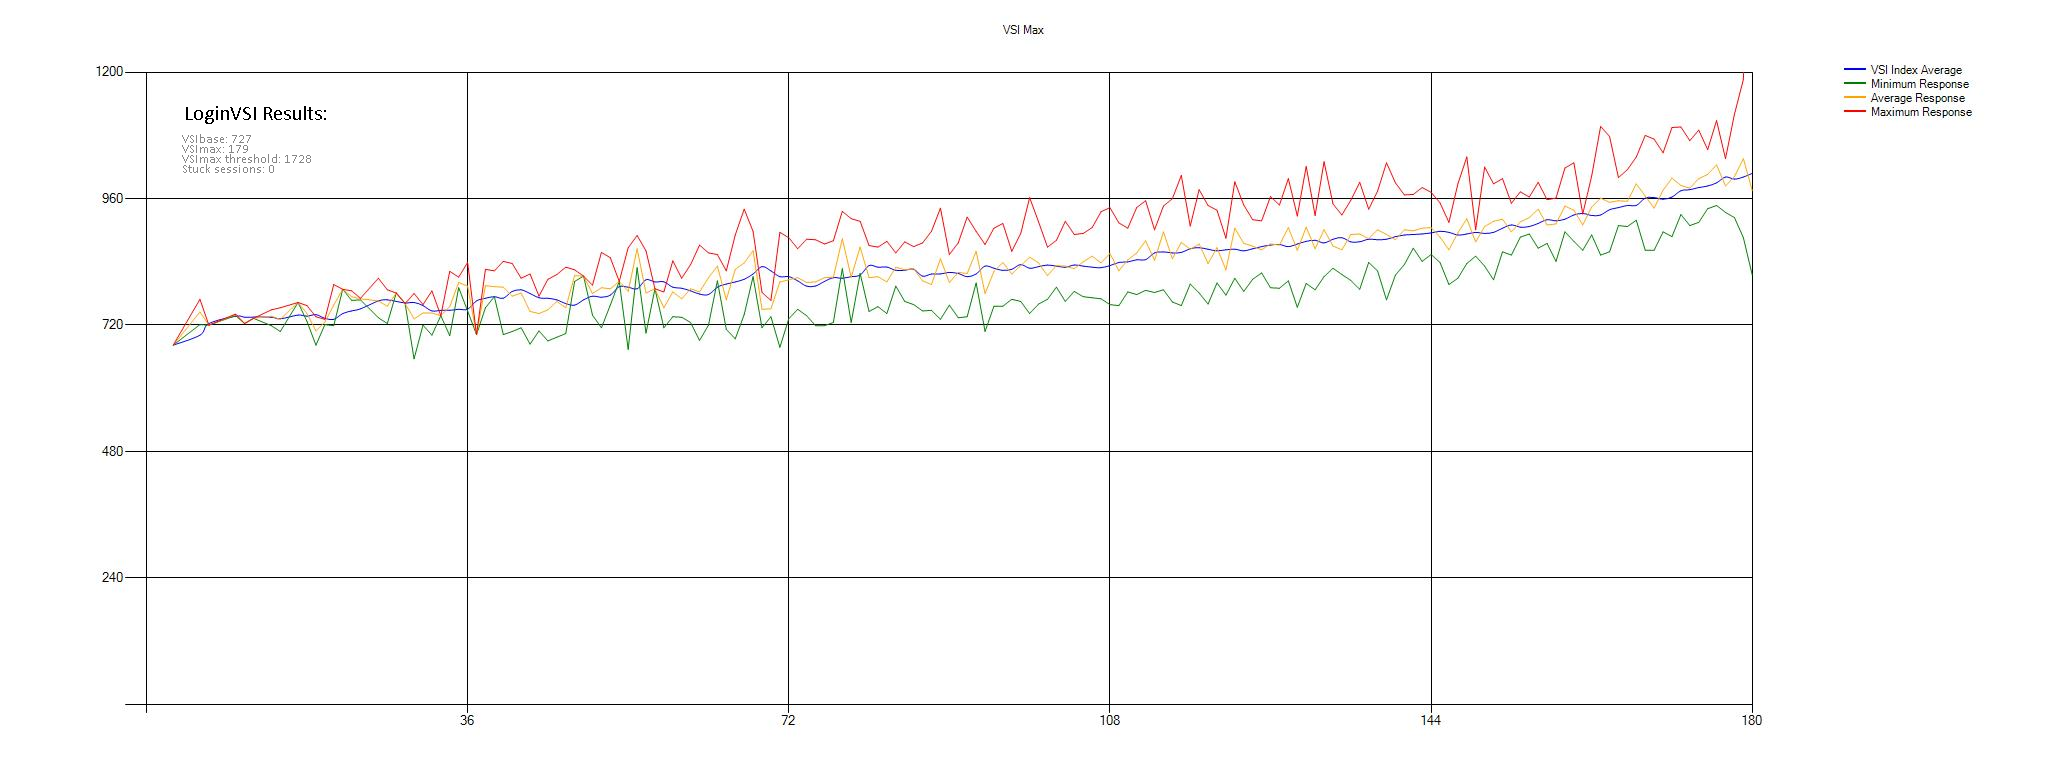 VSI Max
1200
960
720
480
240
LoginVSI Results:
VSIbase: 727
VSImax: 179
VSImax threshold: 1728
Stuck sessions: 0
36
72
108
144
180
VSI Index Average
Minimum Response
Average Response
Maximum Response